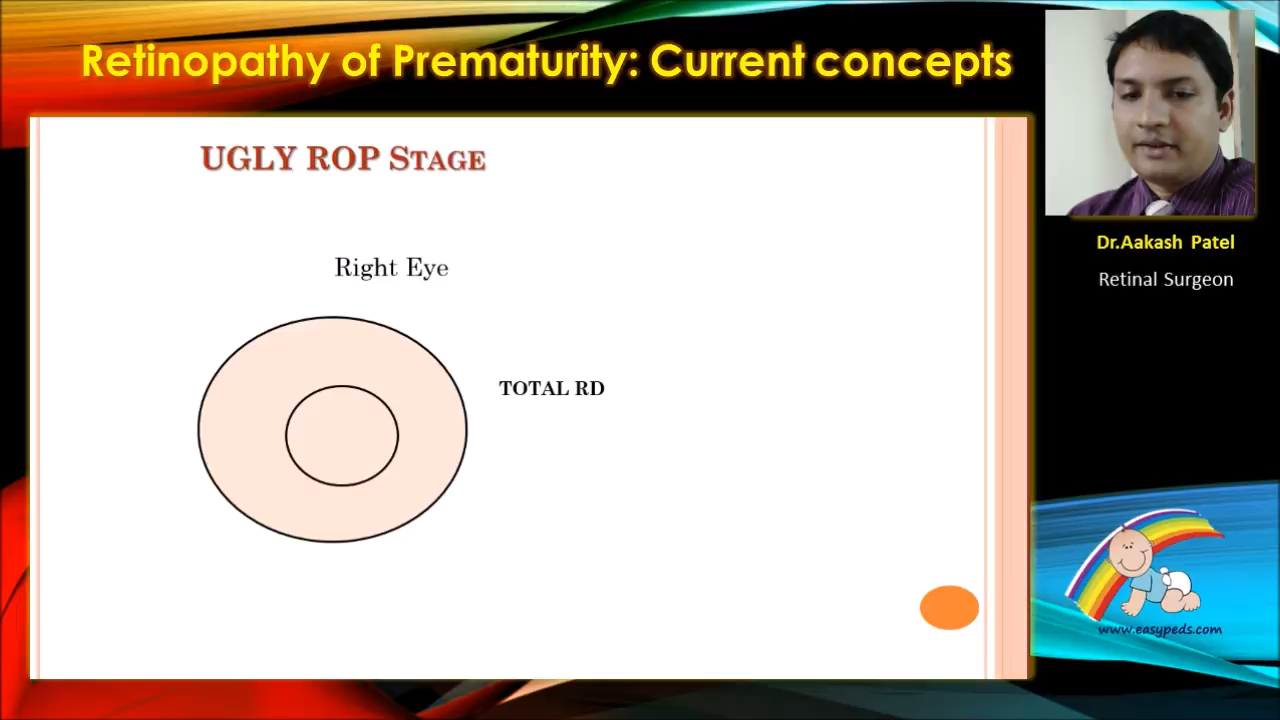 Retinopathy of Prematurity: Current concepts
UGLY ROP STAGE
Right Eye
TOTAL RD
Dr.Aakash Patel
Retinal Surgeon
www.easypeds.com